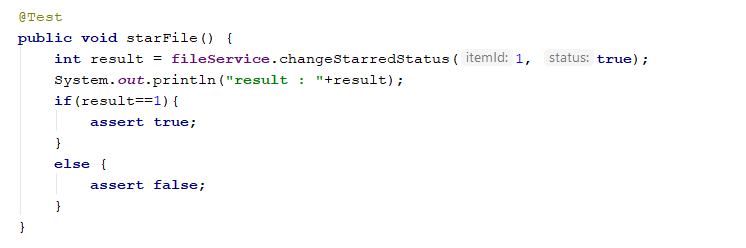 @Test
public void starFile() {
    int result = fileService.changeStarredStatus( itemId: 1,  status: true);
    System.out.println("result : "+result);
    if(result==1){
        assert true;
    }
    else {
        assert false;
    }
}